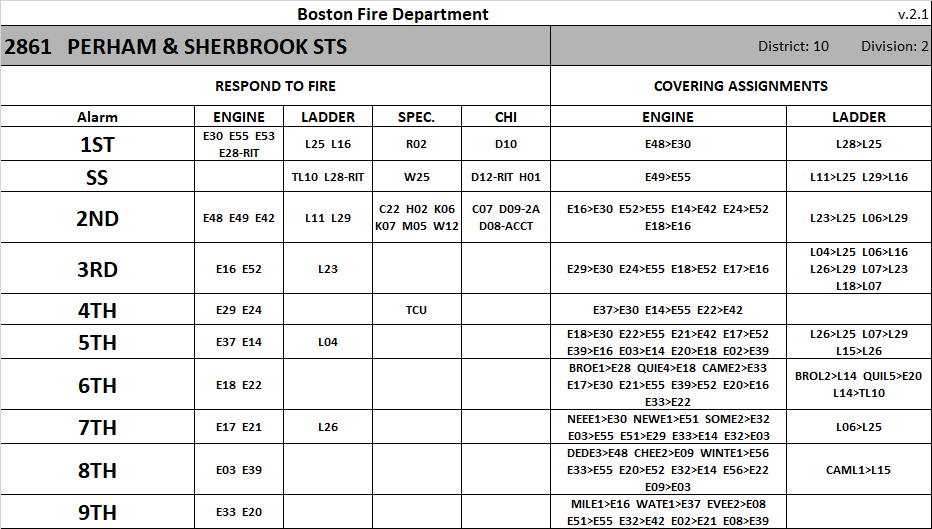 Boston Fire Department v.2.1
2861 PERHAM & SHERBROOK STS District: 10 Division: 2
RESPOND TO FIRE COVERING ASSIGNMENTS
Alarm ENGINE LADDER SPEC. CHI ENGINE LADDER
E30 E55 E53
1ST L25 L16 R02 D10 E48>E30 L28>L25
E28-RIT
SS TL10 L28-RIT W25 D12-RIT H01 E49>E55 L11>L25 L29>L16
C22 H02 K06 C07 D09-2A E16>E30 E52>E55 E14>E42 E24>E52
2ND E48 E49 E42 L11 L29 L23>L25 L06>L29
K07 M05 W12 D08-ACCT E18>E16
L04>L25 L06>L16
3RD E16 E52 L23 E29>E30 E24>E55 E18>E52 E17>E16 L26>L29 L07>L23
L18>L07
4TH E29 E24 TCU E37>E30 E14>E55 E22>E42
E18>E30 E22>E55 E21>E42 E17>E52 L26>L25 L07>L29
5TH E37 E14 L04
E39>E16 E03>E14 E20>E18 E02>E39 L15>L26
BROE1>E28 QUIE4>E18 CAME2>E33
6TH E18 E22 E17>E30 E21>E55 E39>E52 E20>E16 BROL2>L14 QUIL5>E20
E33>E22 L14>TL10
NEEE1>E30 NEWE1>E51 SOME2>E32
7TH E17 E21 L26 L06>L25
E03>E55 E51>E29 E33>E14 E32>E03
DEDE3>E48 CHEE2>E09 WINTE1>E56
8TH E03 E39 E33>E55 E20>E52 E32>E14 E56>E22 CAML1>L15
E09>E03
MILE1>E16 WATE1>E37 EVEE2>E08
9TH E33 E20
E51>E55 E32>E42 E02>E21 E08>E39